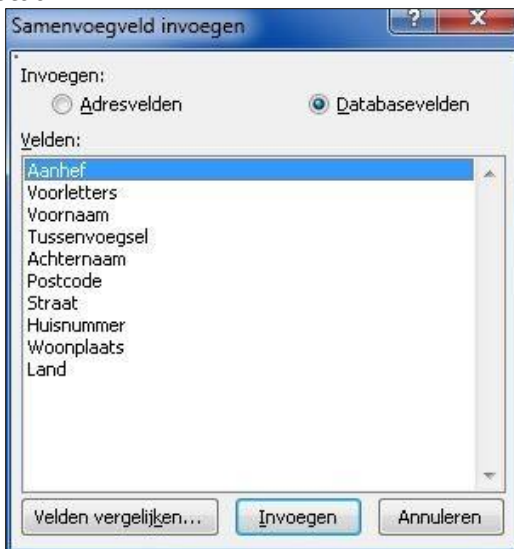 Samenvoegveld invoegen
Invoegen:
Adresvelden Databasevelden
Velden:
Aanhef
Voorletters
Voornaam
Tussenvoegsel
Achternaam
Postcode
Straat
Huisnummer
Woonplaats
Land
Velden vergelijken... Invoegen Annuleren